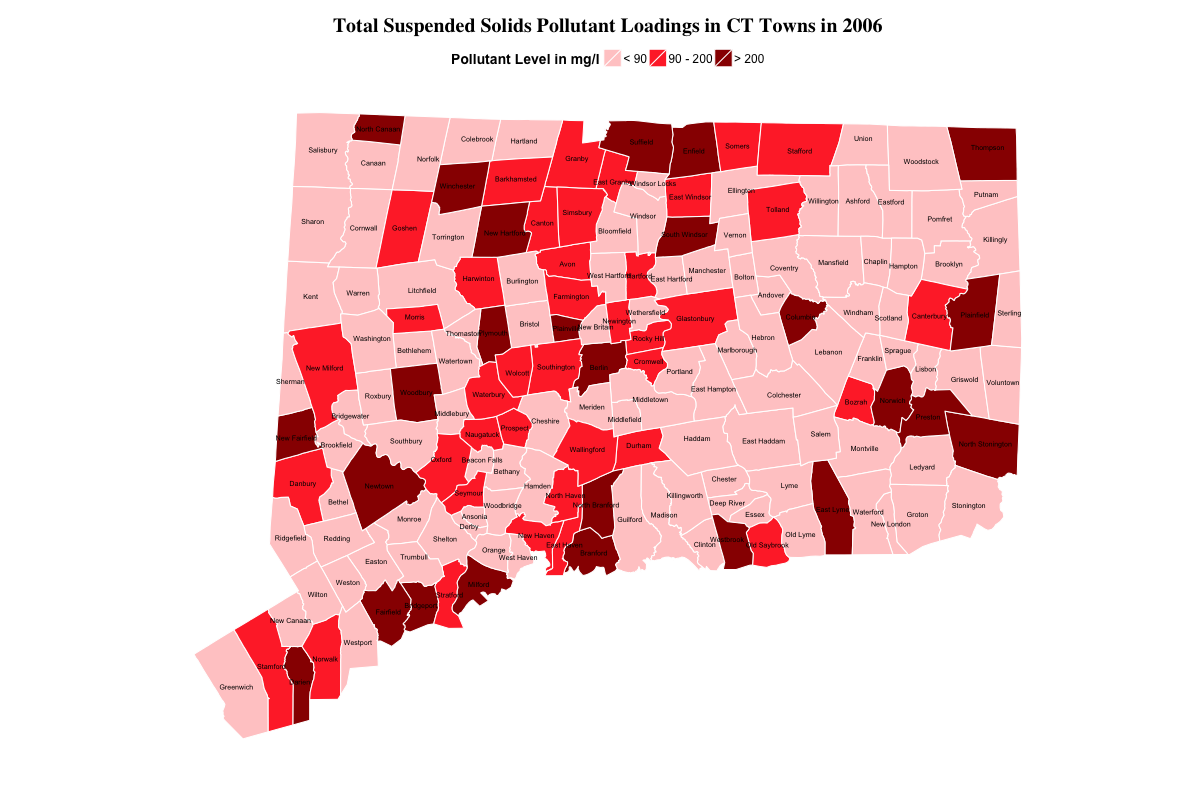 Total Suspended Solids Pollutant Loadings in CT Towns in 2006
Pollutant Level in mg/l < 90 90 - 200 > 200
North Canaan
Colebrook
Hartland
Salisbury
Canaan
Norfolk
Granby
Suffield
Enfield
Somers
Stafford
Union
Woodstock
Thompson
Winchester
Barkhamsted
East Granby
Windsor Locks
East Windsor
Ellington
Tolland
Willington
Ashford
Eastford
Putnam
Sharon
Cornwall
Goshen
Torrington
New Hartford
Canton
Simsbury
Bloomfield
Windsor
South Windsor
Vernon
Pomfret
Killingly
Kent
Warren
Litchfield
Harwinton
Burlington
Avon
Farmington
West Hartford
Hartford
East Hartford
Manchester
Bolton
Coventry
Mansfield
Chaplin
Hampton
Brooklyn
Andover
Morris
Thomaston
Plymouth
Bristol
Plainville
New Britain
Newington
Wethersfield
Glastonbury
Columbia
Windham
Scotland
Canterbury
Plainfield
Sterling
Washington
Bethleham
Watertown
Rocky Hill
Hebron
Marlborough
Lebanon
Franklin
Sprague
New Milford
Wolcott
Southington
Berlin
Cromwell
Portland
Lisbon
Griswold
Voluntown
Sherman
Roxbury
Woodbury
Waterbury
Middletown
East Hampton
Colchester
Bozrah
Norwich
Preston
Bridgewater
Middlebury
Meriden
Middlefield
Cheshire
Prospect
Naugatuck
New Fairfield
Brookfield
Southbury
Wallingford
Durham
Haddam
East Haddam
Salem
Montville
North Stonington
Oxford
Beacon Falls
Bethany
Ledyard
Danbury
Newtown
Seymour
Hamden
Chester
Lyme
Bethel
Woodbridge
North Haven
North Branford
Killingworth
Deep River
Essex
East Lyme
Waterford
New London
Groton
Stonington
Monroe
Ansonia
Derby
Guilford
Madison
Ridgefield
Redding
Shelton
New Haven
East Haven
Branford
Clinton
Westbrook
Old Saybrook
Old Lyme
Easton
Trumbull
Orange
West Haven
Weston
Wilton
Milford
Stratford
Bridgeport
Fairfield
New Canaan
Westport
Norwalk
Stamford
Darien
Greenwich